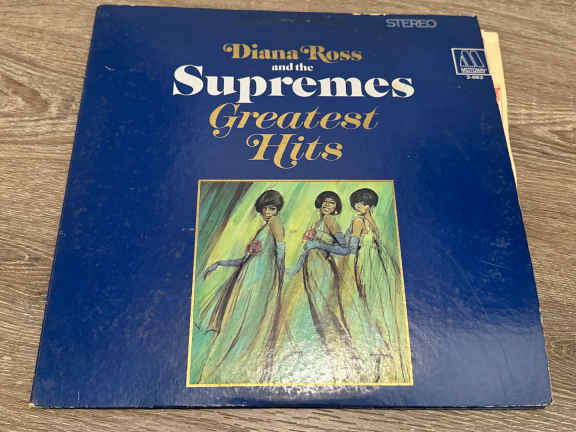 STEREO
Diana Ross
and the
Supremes
Greatest
Hits